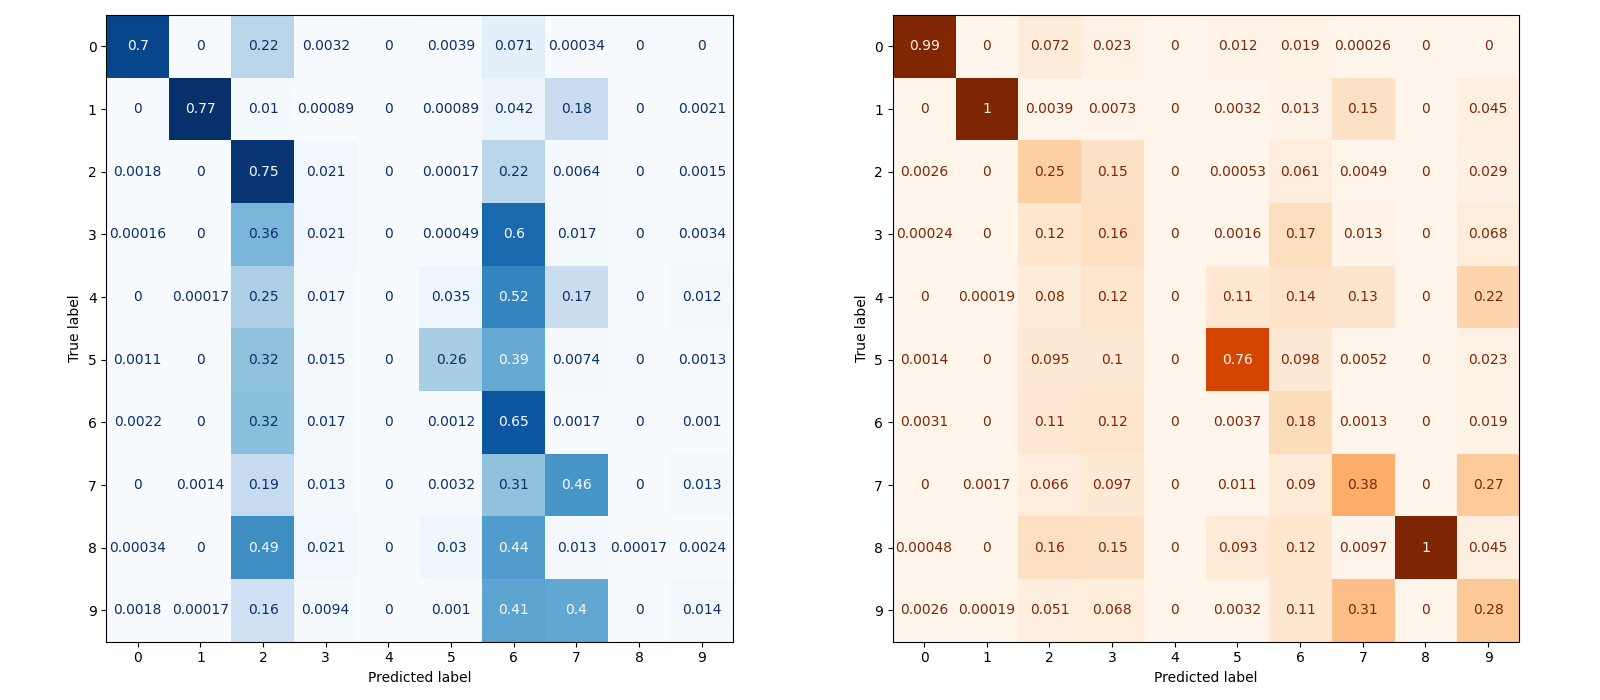 0 0.7 0 0.22 0.0032 0 0.0039 0.071 0.00034 0 0
1 0 0.77 0.01 0.00089 0 0.00089 0.042 0.18 0 0.0021
2 0.0018 0 0.75 0.021 0 0.00017 0.22 0.0064 0 0.0015
3 0.00016 0 0.36 0.021 0 0.00049 0.6 0.017 0 0.0034
4 0 0.00017 0.25 0.017 0 0.035 0.52 0.17 0 0.012
5 0.0011 0 0.32 0.015 0 0.26 0.39 0.0074 0 0.0013
6 0.0022 0 0.32 0.017 0 0.0012 0.65 0.0017 0 0.001
7 0 0.0014 0.19 0.013 0 0.0032 0.31 0.46 0 0.013
8 0.00034 0 0.49 0.021 0 0.03 0.44 0.013 0.00017 0.0024
9 0.0018 0.00017 0.16 0.0094 0 0.001 0.41 0.4 0 0.014
0 1 2 3 4 5 6 7 8 9
Predicted label
True label
0 0.99 0 0.072 0.023 0 0.012 0.019 0.00026 0 0
1 0 1 0.0039 0.0073 0 0.0032 0.013 0.15 0 0.045
2 0.0026 0 0.25 0.15 0 0.00053 0.061 0.0049 0 0.029
3 0.00024 0 0.12 0.16 0 0.0016 0.17 0.013 0 0.068
4 0 0.00019 0.08 0.12 0 0.11 0.14 0.13 0 0.22
5 0.0014 0 0.095 0.1 0 0.76 0.098 0.0052 0 0.023
6 0.0031 0 0.11 0.12 0 0.0037 0.18 0.0013 0 0.019
7 0 0.0017 0.066 0.097 0 0.011 0.09 0.38 0 0.27
8 0.00048 0 0.16 0.15 0 0.093 0.12 0.0097 1 0.045
9 0.0026 0.00019 0.051 0.068 0 0.0032 0.11 0.31 0 0.28
0 1 2 3 4 5 6 7 8 9
Predicted label
True label